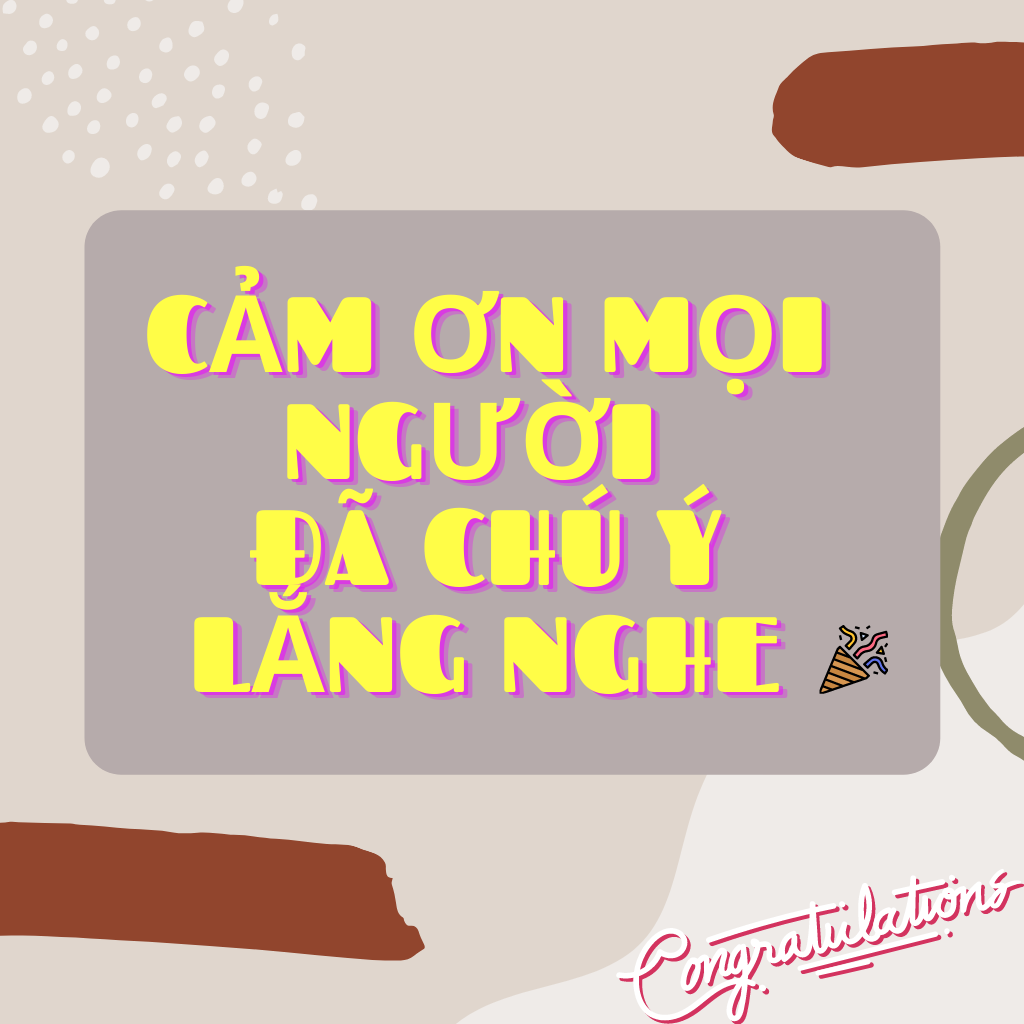 CẢM ƠN MỌI
NGƯỜI
ĐÃ CHÚ Ý
LẮNG NGHE
Congratulations